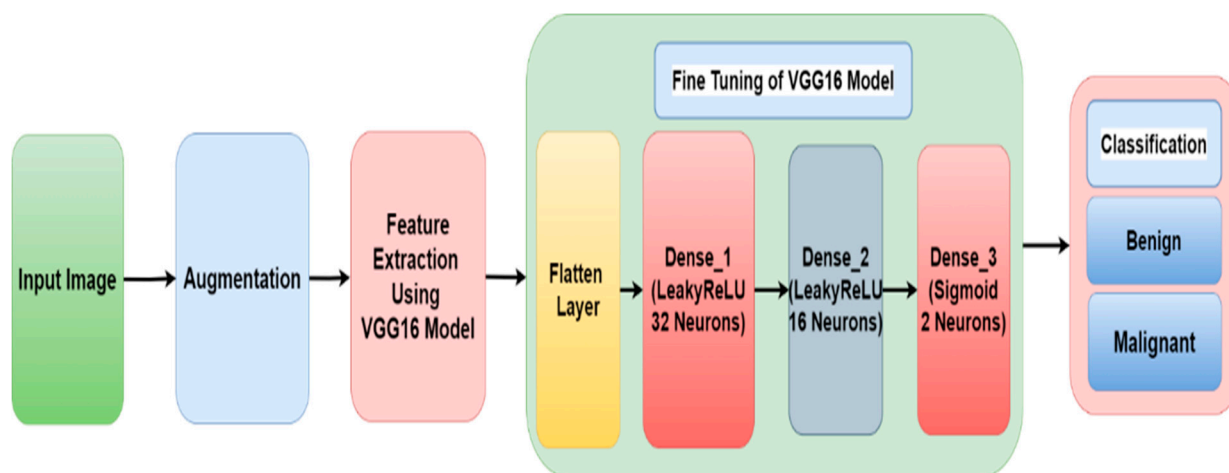 Input Image
Augmentation
Feature
Extraction
Using
VGG16 Model
Fine Tuning of VGG16 Model
Flatten
Layer
Dense_1
(LeakyReLU
32 Neurons)
Dense_2
(LeakyReLU
16 Neurons)
Dense_3
(Sigmoid
2 Neurons)
Classification
Benign
Malignant